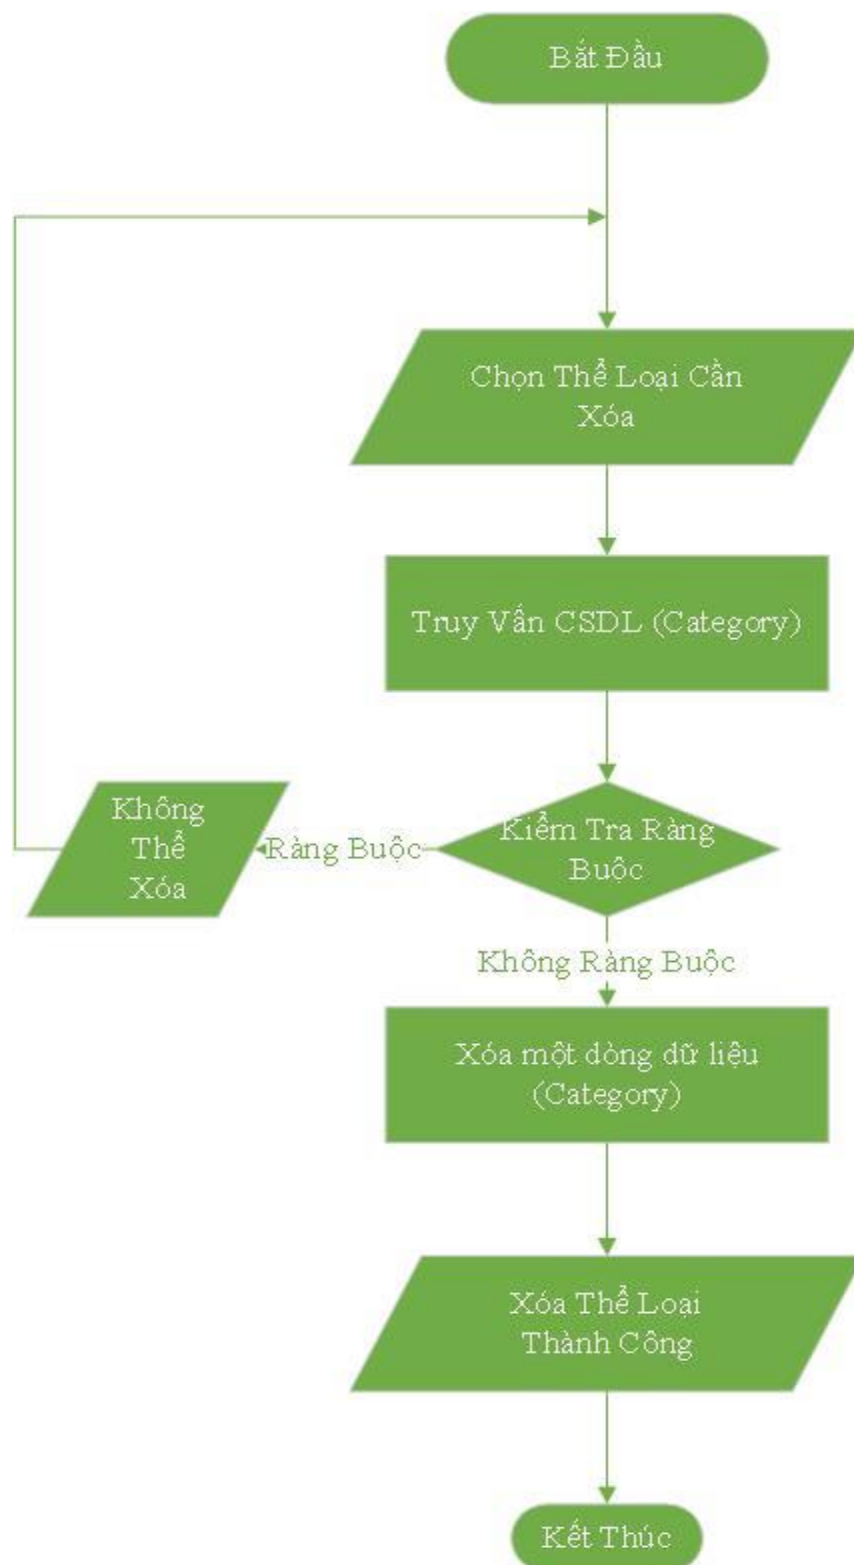 Bắt Đầu
Chọn Thể Loại Cần
Xóa
Truy Vấn CSDL (Category)
Kiểm Tra Ràng
Buộc
Ràng Buộc
Không
Thể
Xóa
Không Ràng Buộc
Xóa một dòng dữ liệu
(Category)
Xóa Thể Loại
Thành Công
Kết Thúc